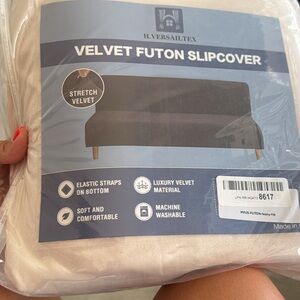 H.VERSAILTEX
VELVET FUTON SLIPCOVER
STRETCH
VELVET
ELASTIC STRAPS
ON BOTTOM
LUXURY VELVET
MATERIAL
SOFT AND
COMFORTABLE
MACHINE
WASHABLE
8617
Made in